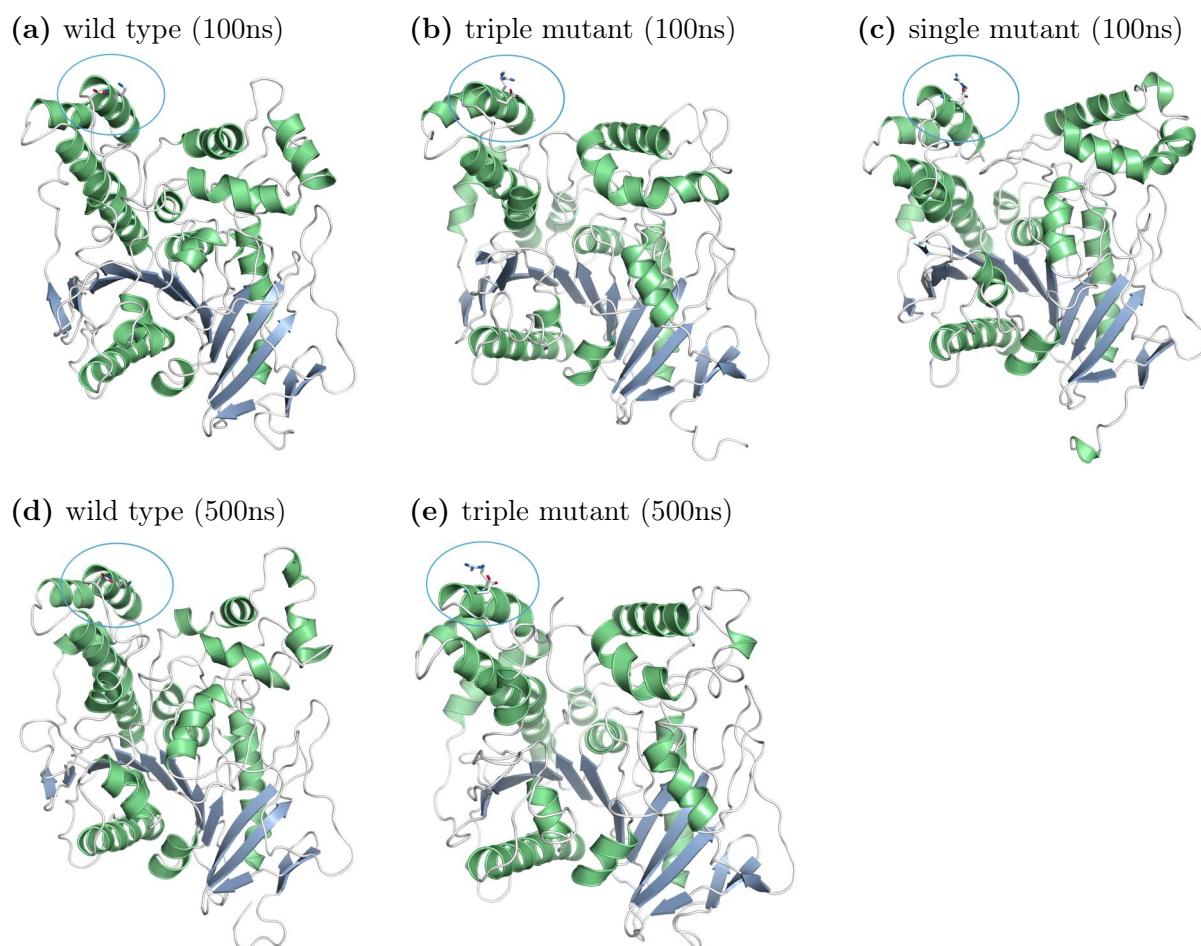 (a) wild type (100ns)
(b) triple mutant (100ns)
(c) single mutant (100ns)
(d) wild type (500ns)
(e) triple mutant (500ns)